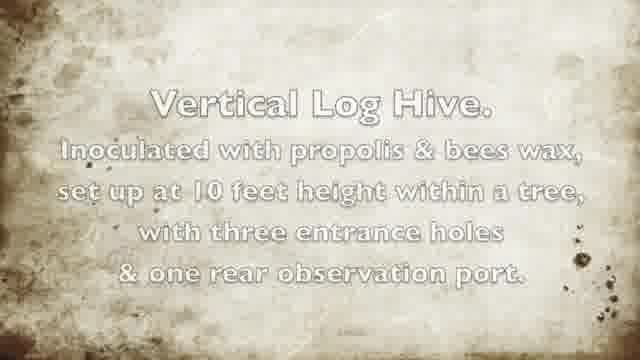 Vertical Log Hive.
Inoculated with propolis & bees wax,
set up at 10 feet height within a tree,
with three entrance holes
& one rear observation port.